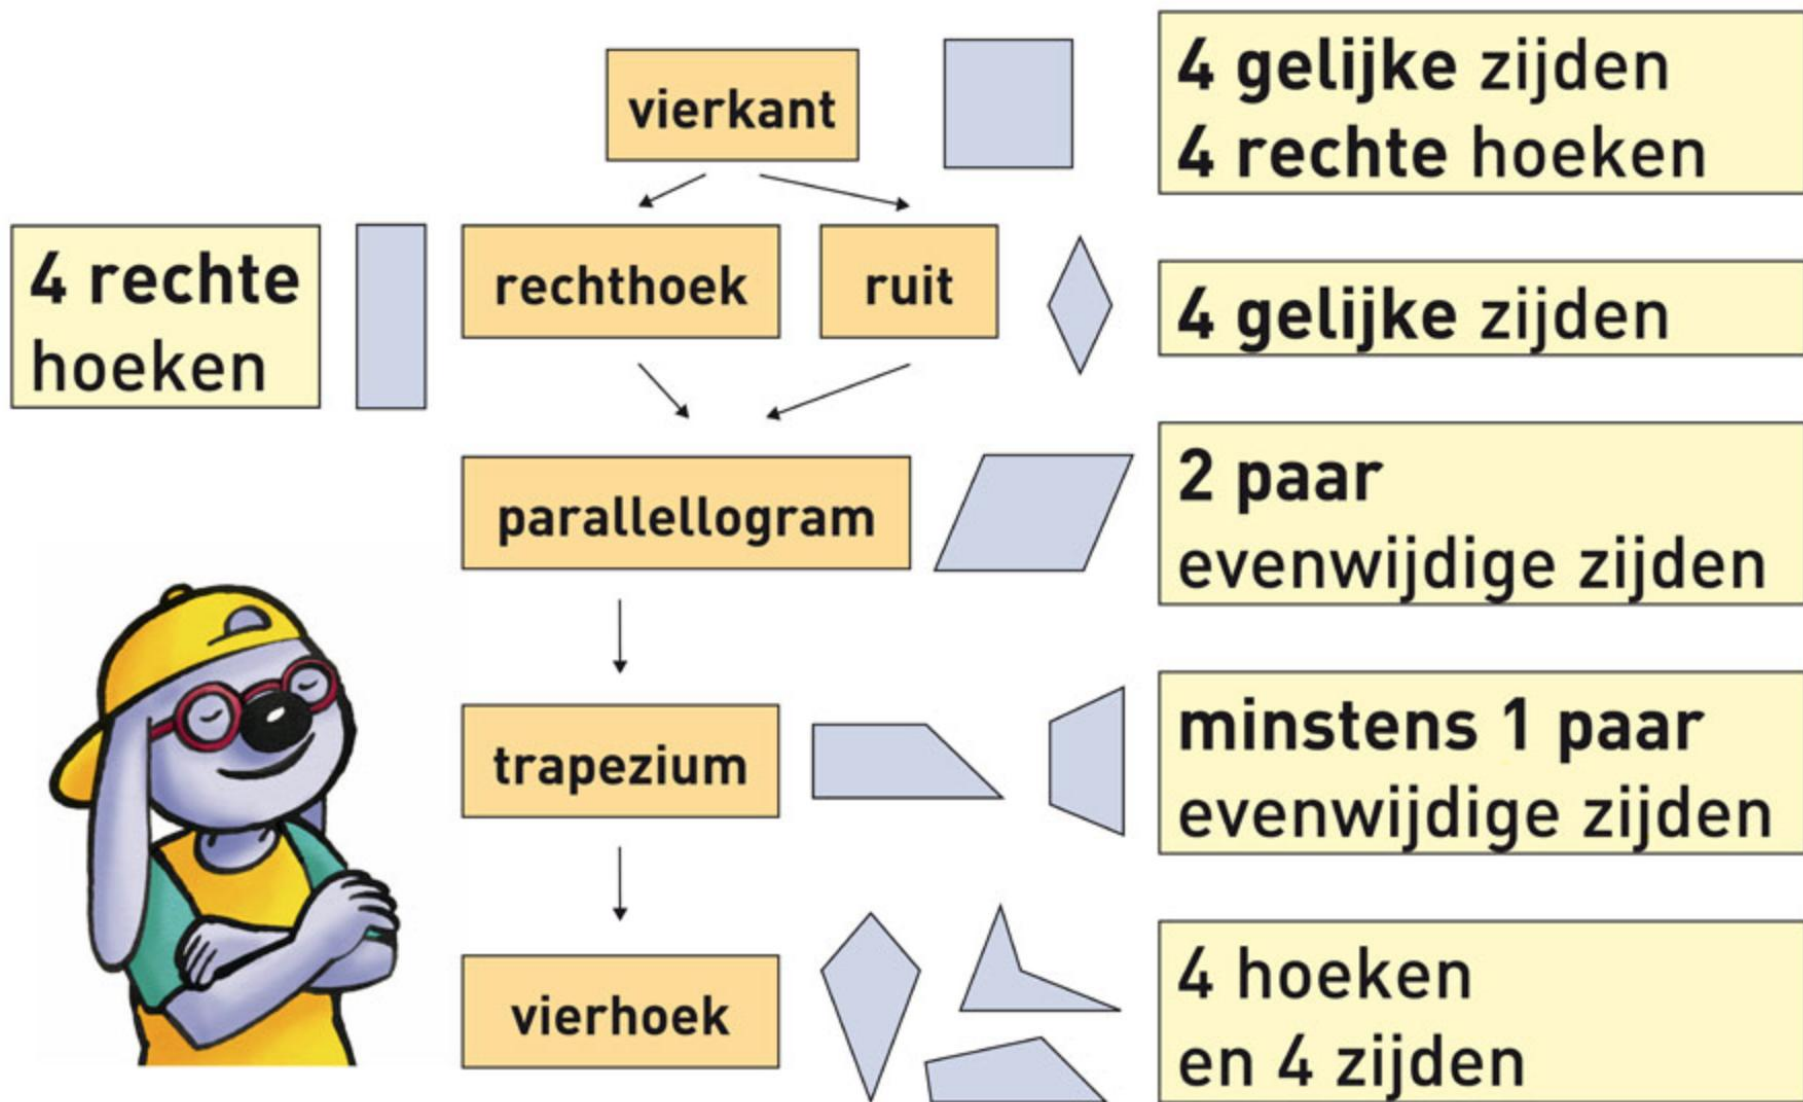 vierkant
4 gelijke zijden
4 rechte hoeken
4 rechte
hoeken
rechthoek
ruit
4 gelijke zijden
parallellogram
2 paar
evenwijdige zijden
trapezium
minstens 1 paar
evenwijdige zijden
vierhoek
4 hoeken
en 4 zijden